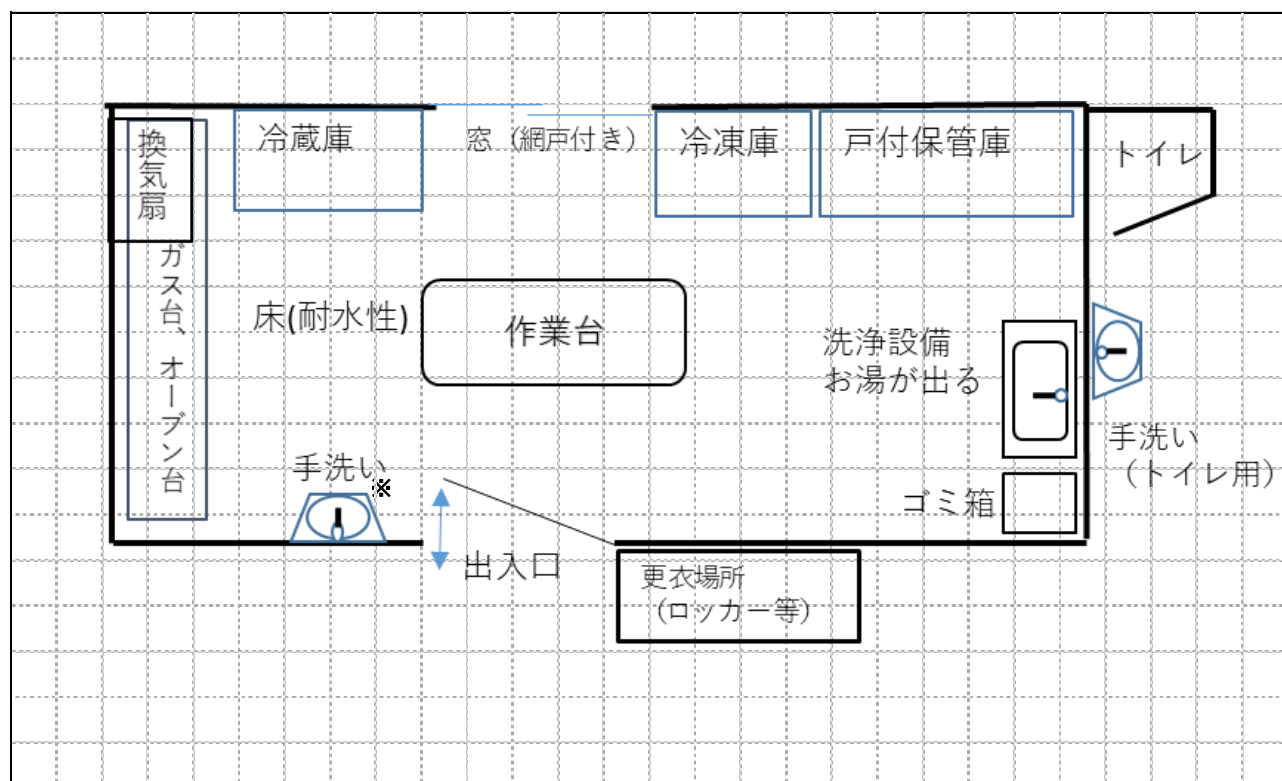 換気扇
冷蔵庫
窓（網戸付き）
冷凍庫
戸付保管庫
トイレ
ガス台、オーブン台
床(耐水性)
作業台
洗浄設備
お湯が出る
手洗い
※
手洗い
（トイレ用）
ゴミ箱
出入口
更衣場所
（ロッカー等）